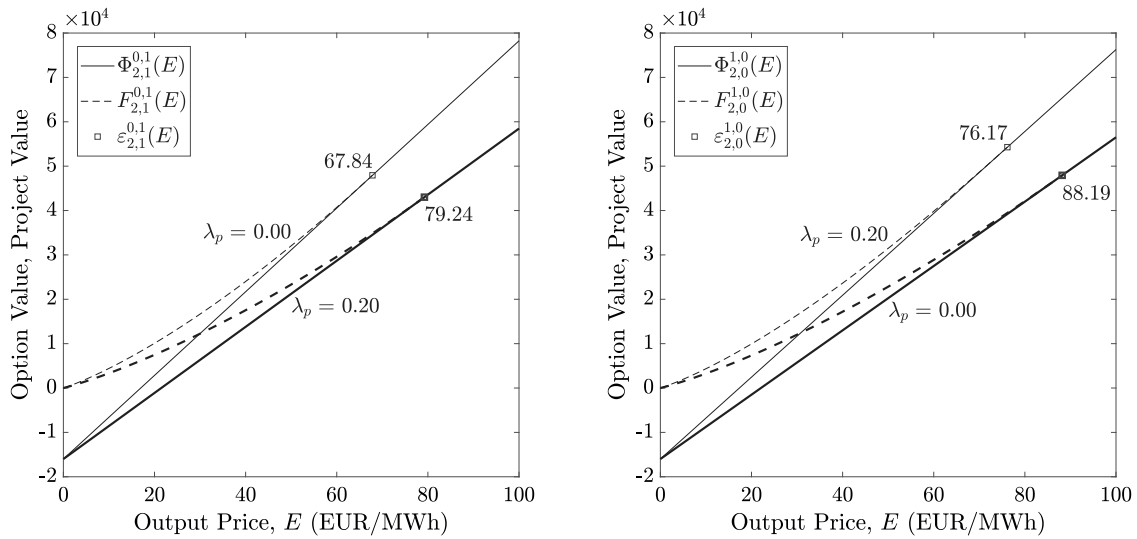 ×10⁴
8
7
6
5
4
3
2
1
0
-1
-2
0
20
40
60
80
100
Option Value, Project Value
Output Price, E (EUR/MWh)
Φ^{0,1}_{2,1}(E)
F^{0,1}_{2,1}(E)
ε^{0,1}_{2,1}(E)
67.84
79.24
λ_p = 0.00
λ_p = 0.20
×10⁴
8
7
6
5
4
3
2
1
0
-1
-2
0
20
40
60
80
100
Option Value, Project Value
Output Price, E (EUR/MWh)
Φ^{1,0}_{2,0}(E)
F^{1,0}_{2,0}(E)
ε^{1,0}_{2,0}(E)
76.17
88.19
λ_p = 0.20
λ_p = 0.00